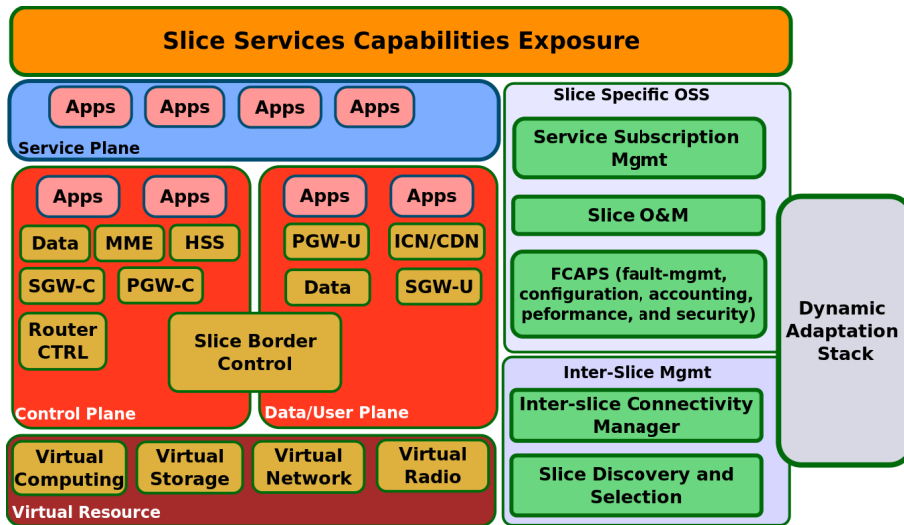 Slice Services Capabilities Exposure
Apps Apps Apps Apps
Service Plane
Apps Apps
Data MME HSS
SGW-C PGW-C
Router
CTRL
Control Plane
Apps Apps
PGW-U ICN/CDN
Data SGW-U
Data/User Plane
Slice Border
Control
Virtual
Computing
Virtual
Storage
Virtual
Network
Virtual
Radio
Virtual Resource
Slice Specific OSS
Service Subscription
Mgmt
Slice O&M
FCAPS (fault-mgmt,
configuration, accounting,
peformance, and security)
Inter-Slice Mgmt
Inter-slice Connectivity
Manager
Slice Discovery and
Selection
Dynamic
Adaptation
Stack